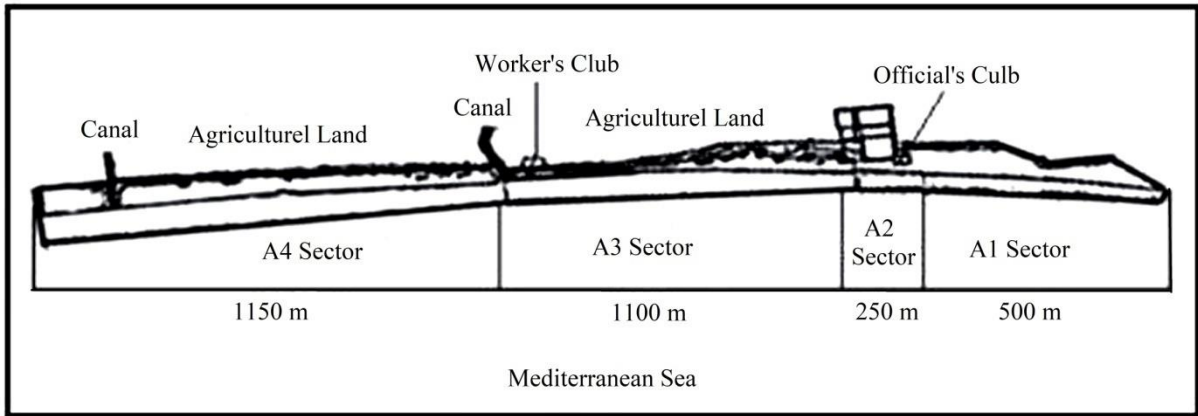 Worker's Club
Official's Culb
Canal
Agriculturel Land
Canal
Agriculturel Land
A4 Sector
A3 Sector
A2
Sector
A1 Sector
1150 m
1100 m
250 m
500 m
Mediterranean Sea